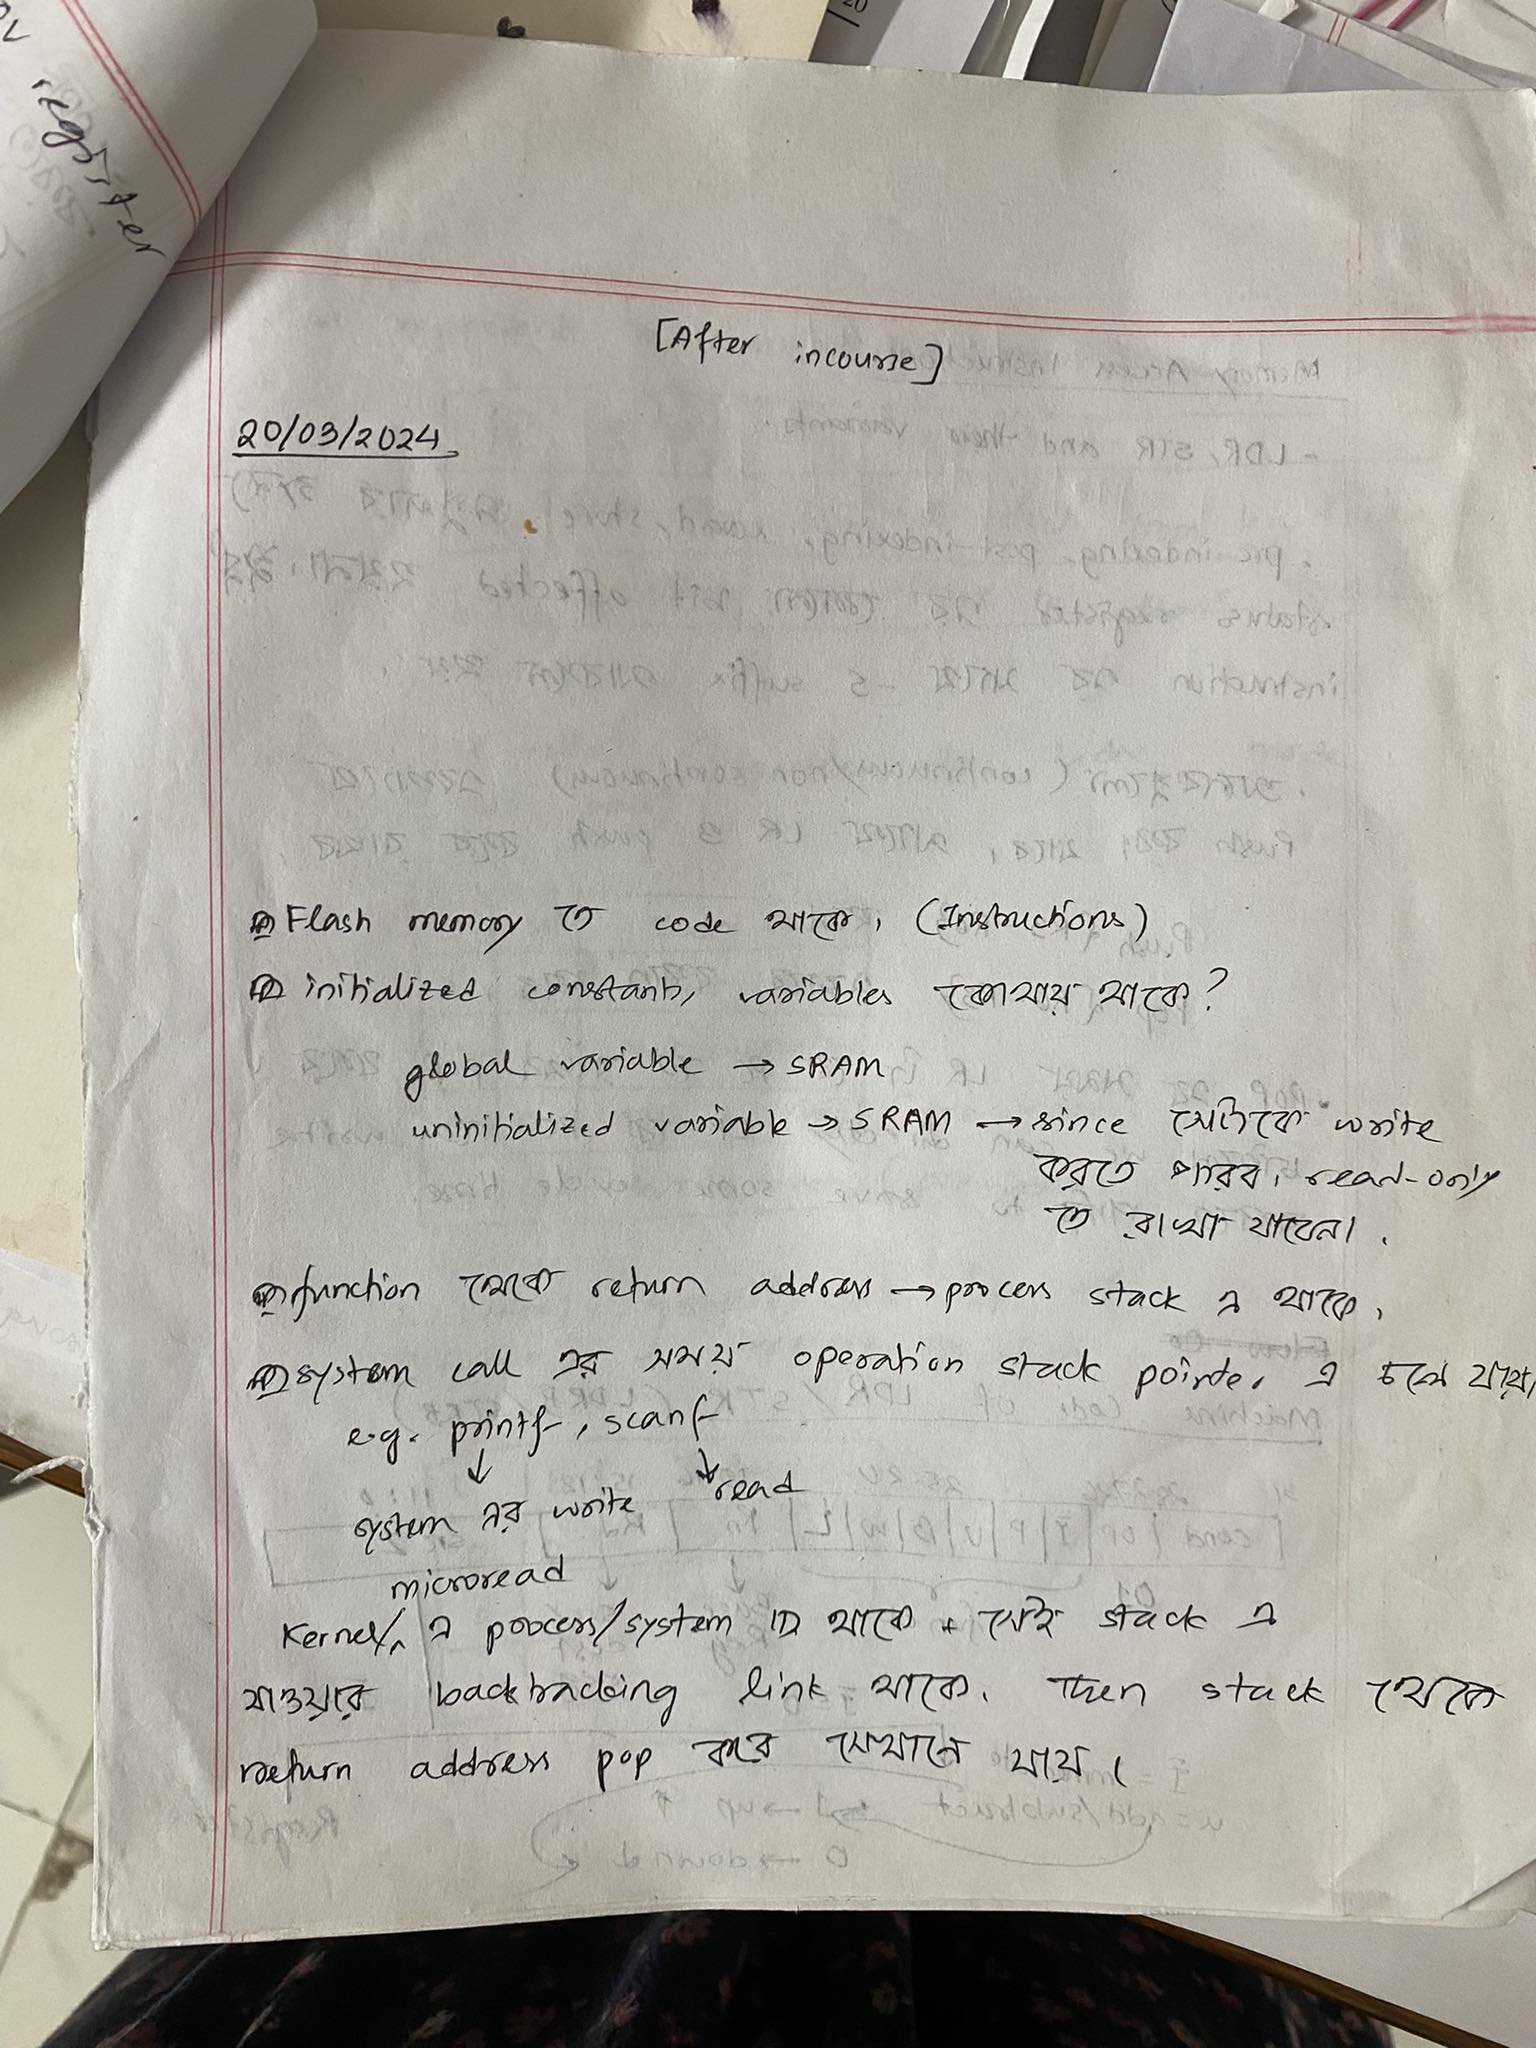 register
[After incourse]
20/03/2024
Flash memory তে code থাকে। (Instructions)
initialized constants, variables কোথায় থাকে?
global variable → SRAM
uninitialized variable → SRAM → since সেটাকে write
করতে পারব, read-only
তে রাখা যাবেনা।
function থেকে return address → process stack এ থাকে।
system call এর সময় operation stack pointer এ চলে যায়।
e.g. printf, scanf
↓ ↓
read
system এর write
microread
Kernel/ এ process/system ID থাকে + সেই stack এ
যাওয়ার backtracking link থাকে. Then stack থেকে
return address pop করে সেখানে যায়।